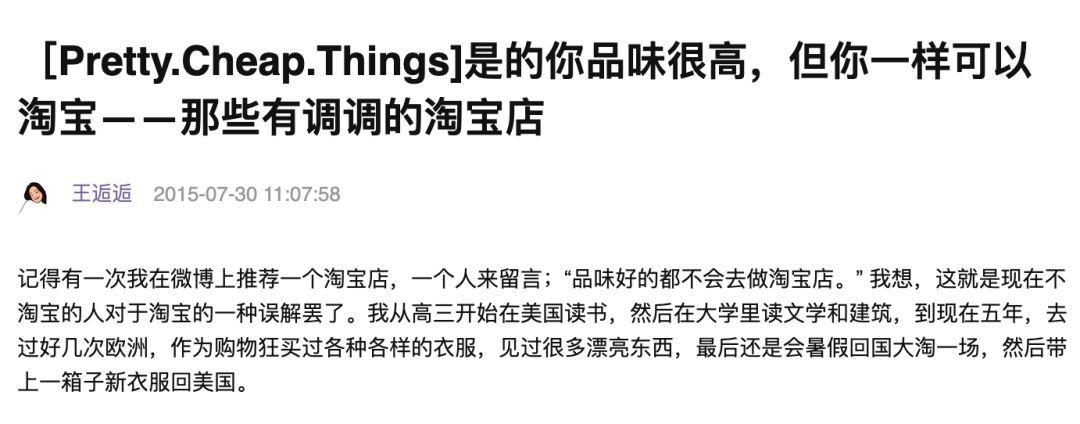 ［Pretty.Cheap.Things]是的你品味很高，但你一样可以
淘宝——那些有调调的淘宝店
王逅逅 2015-07-30 11:07:58
记得有一次我在微博上推荐一个淘宝店，一个人来留言；“品味好的都不会去做淘宝店。” 我想，这就是现在不
淘宝的人对于淘宝的一种误解罢了。我从高三开始在美国读书，然后在大学里读文学和建筑，到现在五年，去
过好几次欧洲，作为购物狂买过各种各样的衣服，见过很多漂亮东西，最后还是会暑假回国大淘一场，然后带
上一箱子新衣服回美国。